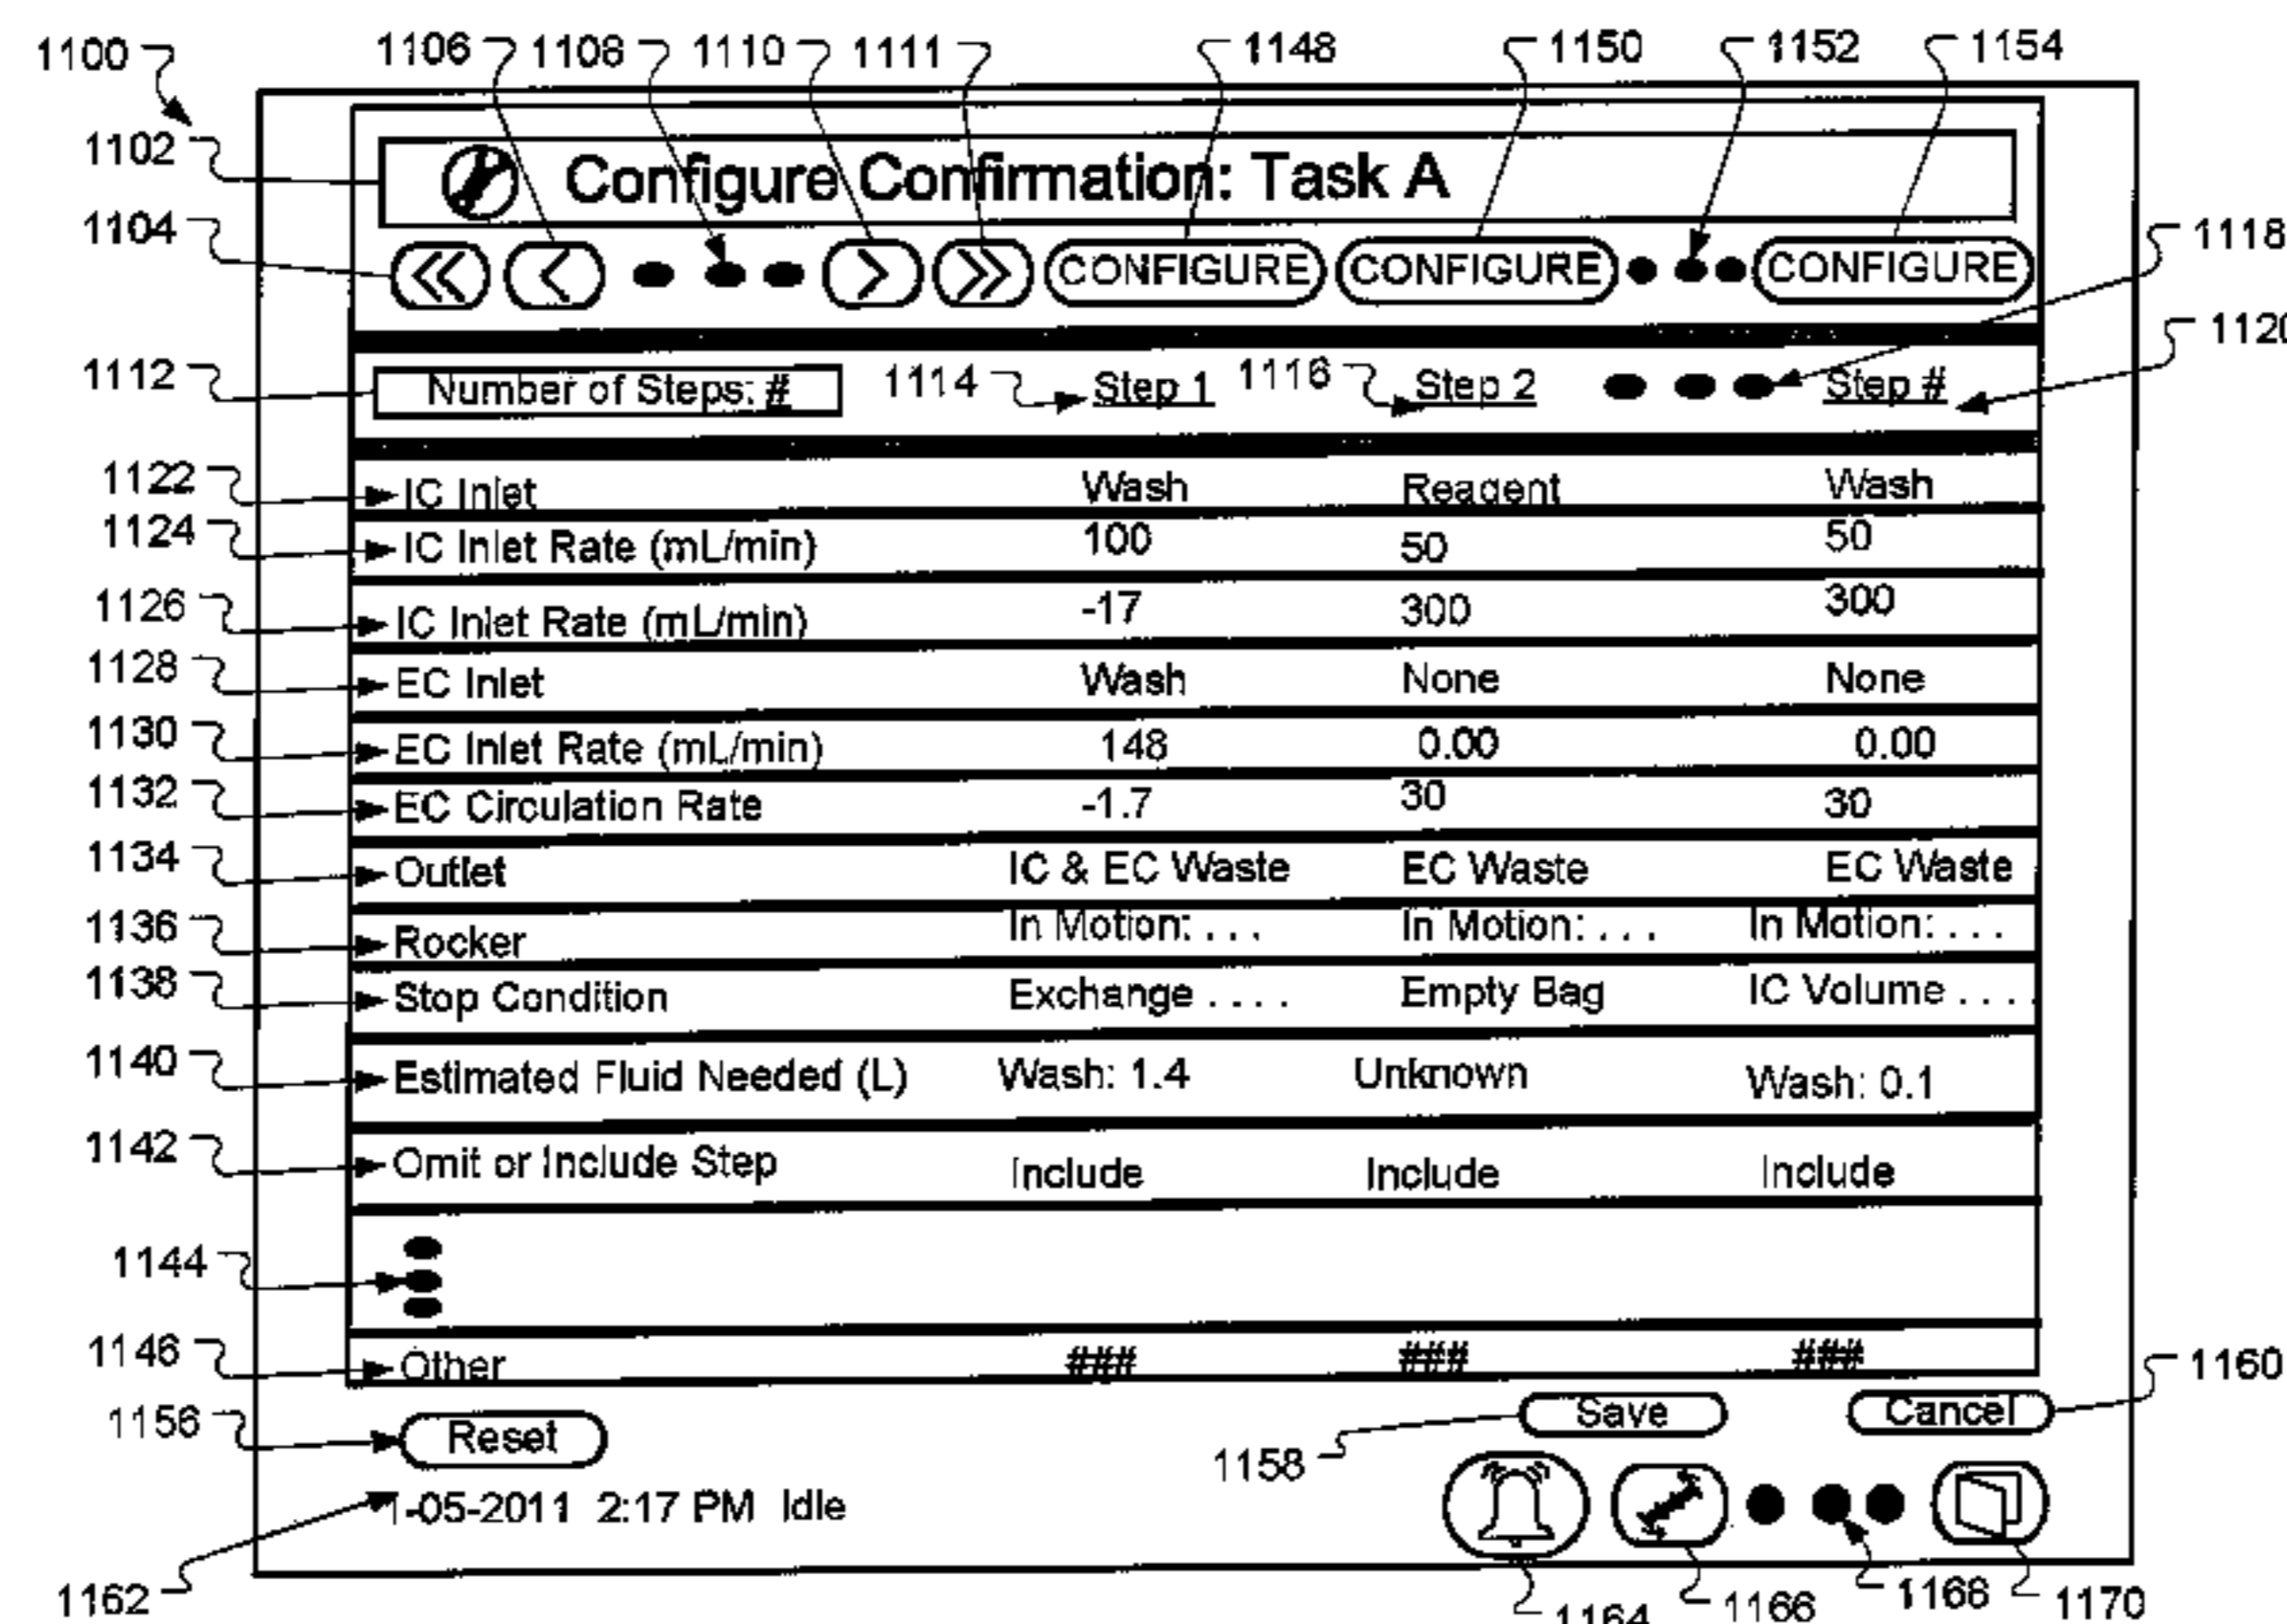 1100 1106 1108 1110 1111 1148 1150 1152 1154
1102 Configure Confirmation: Task A
1104 << < > >> CONFIGURE CONFIGURE CONFIGURE 1118
1120
1112 Number of Steps: # 1114 Step 1 1116 Step 2 Step #
1122 IC Inlet Wash Reagent Wash
1124 IC Inlet Rate (mL/min) 100 50 50
1126 IC Inlet Rate (mL/min) -17 300 300
1128 EC Inlet Wash None None
1130 EC Inlet Rate (mL/min) 148 0.00 0.00
1132 EC Circulation Rate -1.7 30 30
1134 Outlet IC & EC Waste EC Waste EC Waste
1136 Rocker In Motion: . . . In Motion: . . . In Motion: . . .
1138 Stop Condition Exchange . . . . Empty Bag IC Volume . . . .
1140 Estimated Fluid Needed (L) Wash: 1.4 Unknown Wash: 0.1
1142 Omit or Include Step Include Include Include
1144
1146 Other ### ### ### 1160
1156 Reset 1158 Save Cancel
1-05-2011 2:17 PM Idle
1162 1164 1166 1168 1170